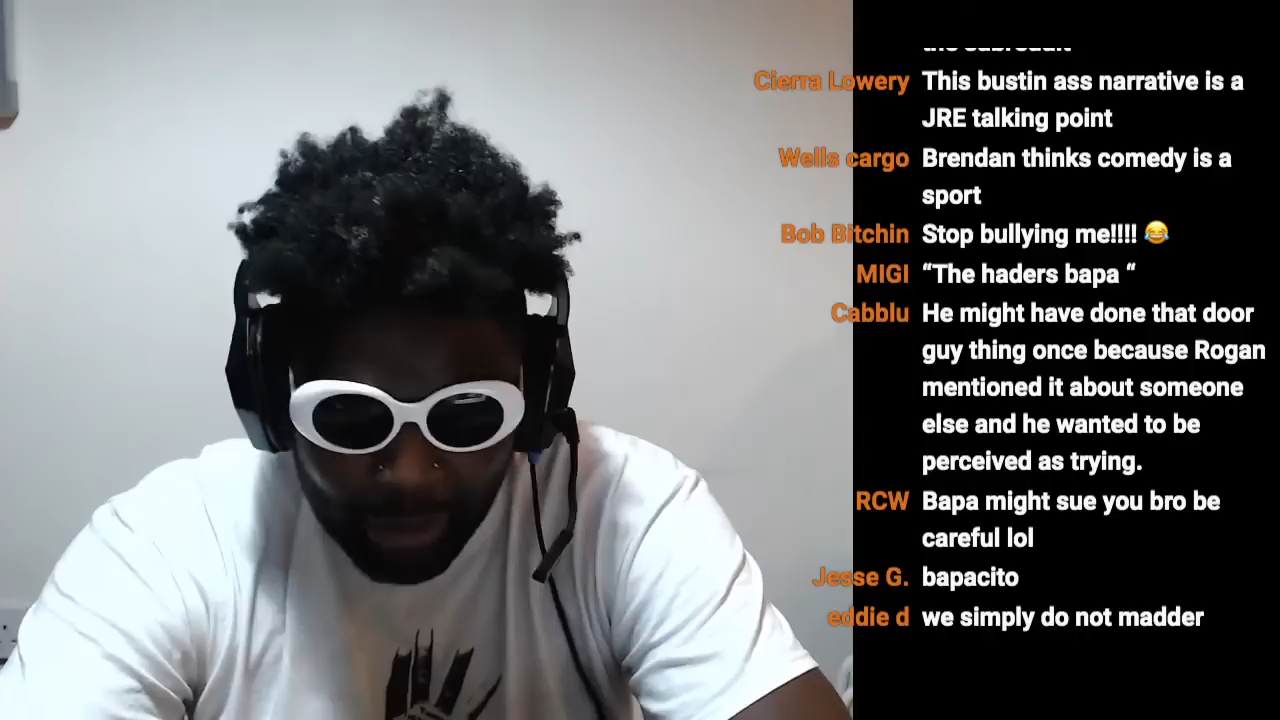 Cierra Lowery This bustin ass narrative is a
JRE talking point
Wells cargo Brendan thinks comedy is a
sport
Bob Bitchin Stop bullying me!!!! 😂
MIGI “The haders bapa “
Cabblu He might have done that door
guy thing once because Rogan
mentioned it about someone
else and he wanted to be
perceived as trying.
RCW Bapa might sue you bro be
careful lol
Jesse G. bapacito
eddie d we simply do not madder